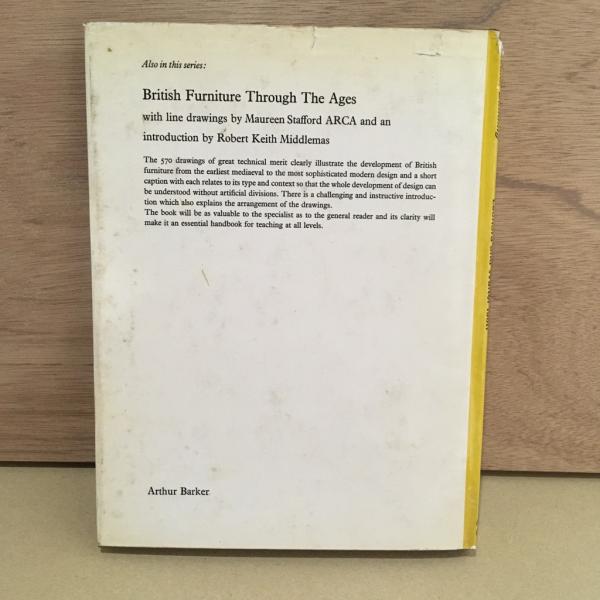 Also in this series:
British Furniture Through The Ages
with line drawings by Maureen Stafford ARCA and an
introduction by Robert Keith Middlemas
The 570 drawings of great technical merit clearly illustrate the development of British
furniture from the earliest mediaeval to the most sophisticated modern design and a short
caption with each relates to its type and context so that the whole development of design can
be understood without artificial divisions. There is a challenging and instructive introduc-
tion which also explains the arrangement of the drawings.
The book will be as valuable to the specialist as to the general reader and its clarity will
make it an essential handbook for teaching at all levels.
Arthur Barker